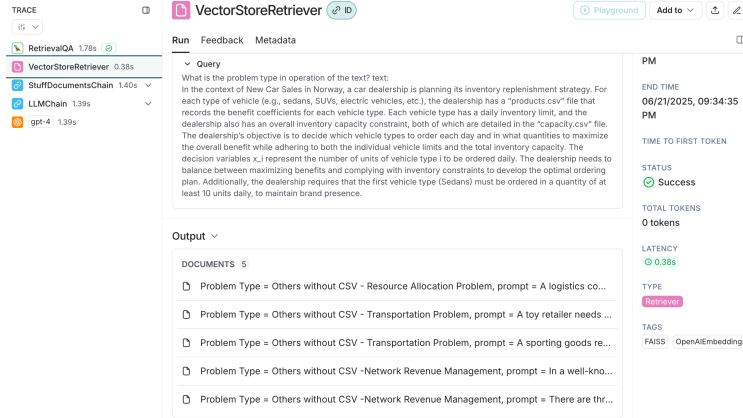 TRACE
RetrievalQA 1.78s
VectorStoreRetriever 0.38s
StuffDocumentsChain 1.40s
LLMChain 1.39s
gpt-4 1.39s
VectorStoreRetriever ID
Playground
Add to
Run Feedback Metadata
Query
What is the problem type in operation of the text? text:
In the context of New Car Sales in Norway, a car dealership is planning its inventory replenishment strategy. For
each type of vehicle (e.g., sedans, SUVs, electric vehicles, etc.), the dealership has a “products.csv” file that
records the benefit coefficients for each vehicle type. Each vehicle type has a daily inventory limit, and the
dealership also has an overall inventory capacity constraint, both of which are detailed in the “capacity.csv” file.
The dealership’s objective is to decide which vehicle types to order each day and in what quantities to maximize
the overall benefit while adhering to both the individual vehicle limits and the total inventory capacity. The
decision variables x_i represent the number of units of vehicle type i to be ordered daily. The dealership needs to
balance between maximizing benefits and complying with inventory constraints to develop the optimal ordering
plan. Additionally, the dealership requires that the first vehicle type (Sedans) must be ordered in a quantity of at
least 10 units daily, to maintain brand presence.
Output
DOCUMENTS 5
Problem Type = Others without CSV - Resource Allocation Problem, prompt = A logistics co...
Problem Type = Others without CSV - Transportation Problem, prompt = A toy retailer needs ...
Problem Type = Others without CSV - Transportation Problem, prompt = A sporting goods re...
Problem Type = Others without CSV -Network Revenue Management, prompt = In a well-kno...
Problem Type = Others without CSV -Network Revenue Management, prompt = There are thr...
PM
END TIME
06/21/2025, 09:34:35
PM
TIME TO FIRST TOKEN
STATUS
Success
TOTAL TOKENS
0 tokens
LATENCY
0.38s
TYPE
Retriever
TAGS
FAISS OpenAIEmbeddings